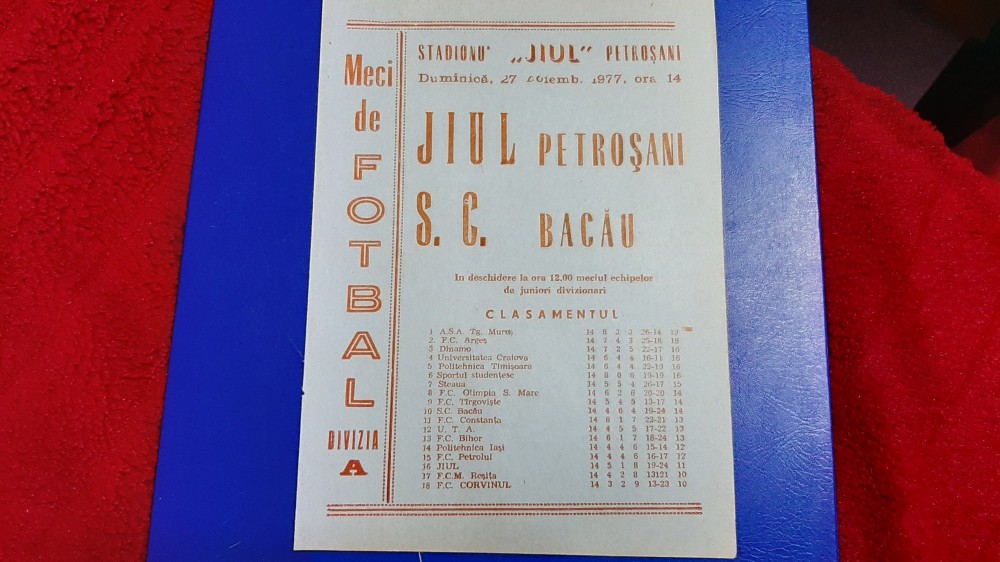 Meci
de
FOTBAL
DIVIZIA
A
STADIONU' „JIUL" PETROŞANI
Duminică, 27 noiemb. 1977, ora 14
JIUL PETROŞANI
S. C. BACĂU
In deschidere la ora 12.00 meciul echipelor
de juniori divizionari
CLASAMENTUL
1 A.S.A. Tg. Mureş 14 8 3 3 26-14 19
2. F.C. Argeş 14 7 4 3 25-18 18
3 Dinamo 14 7 2 5 22-17 16
4 Universitatea Craiova 14 6 4 4 16-11 16
5 Politehnica Timişoara 14 6 4 4 22-19 16
6 Sportul studenţesc 14 8 0 6 19-19 16
7 Steaua 14 5 5 4 26-17 15
8 F.C. Olimpia S. Mare 14 6 2 6 20-20 14
9 F.C. Tîrgovişte 14 5 4 5 13-17 14
10 S.C. Bacău 14 4 6 4 19-24 14
11 F.C. Constanţa 14 6 1 7 22-21 13
12 U. T. A. 14 4 5 5 17-22 13
13 F.C. Bihor 14 6 1 7 18-24 13
14 Politehnica Iaşi 14 4 4 6 15-14 12
15 F.C. Petrolul 14 4 4 6 16-17 12
16 JIUL 14 5 1 8 19-24 11
17 F.C.M. Reşiţa 14 4 2 8 13121 10
18 F.C. CORVINUL 14 3 2 9 13-23 10